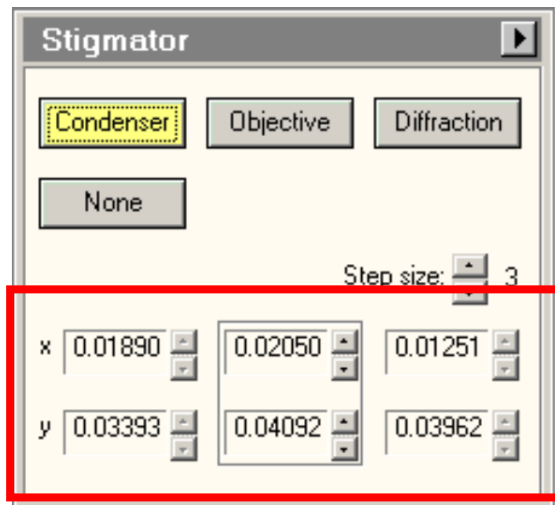 Stigmator
Condenser Objective Diffraction
None
Step size: 3
x 0.01890 0.02050 0.01251
y 0.03393 0.04092 0.03962